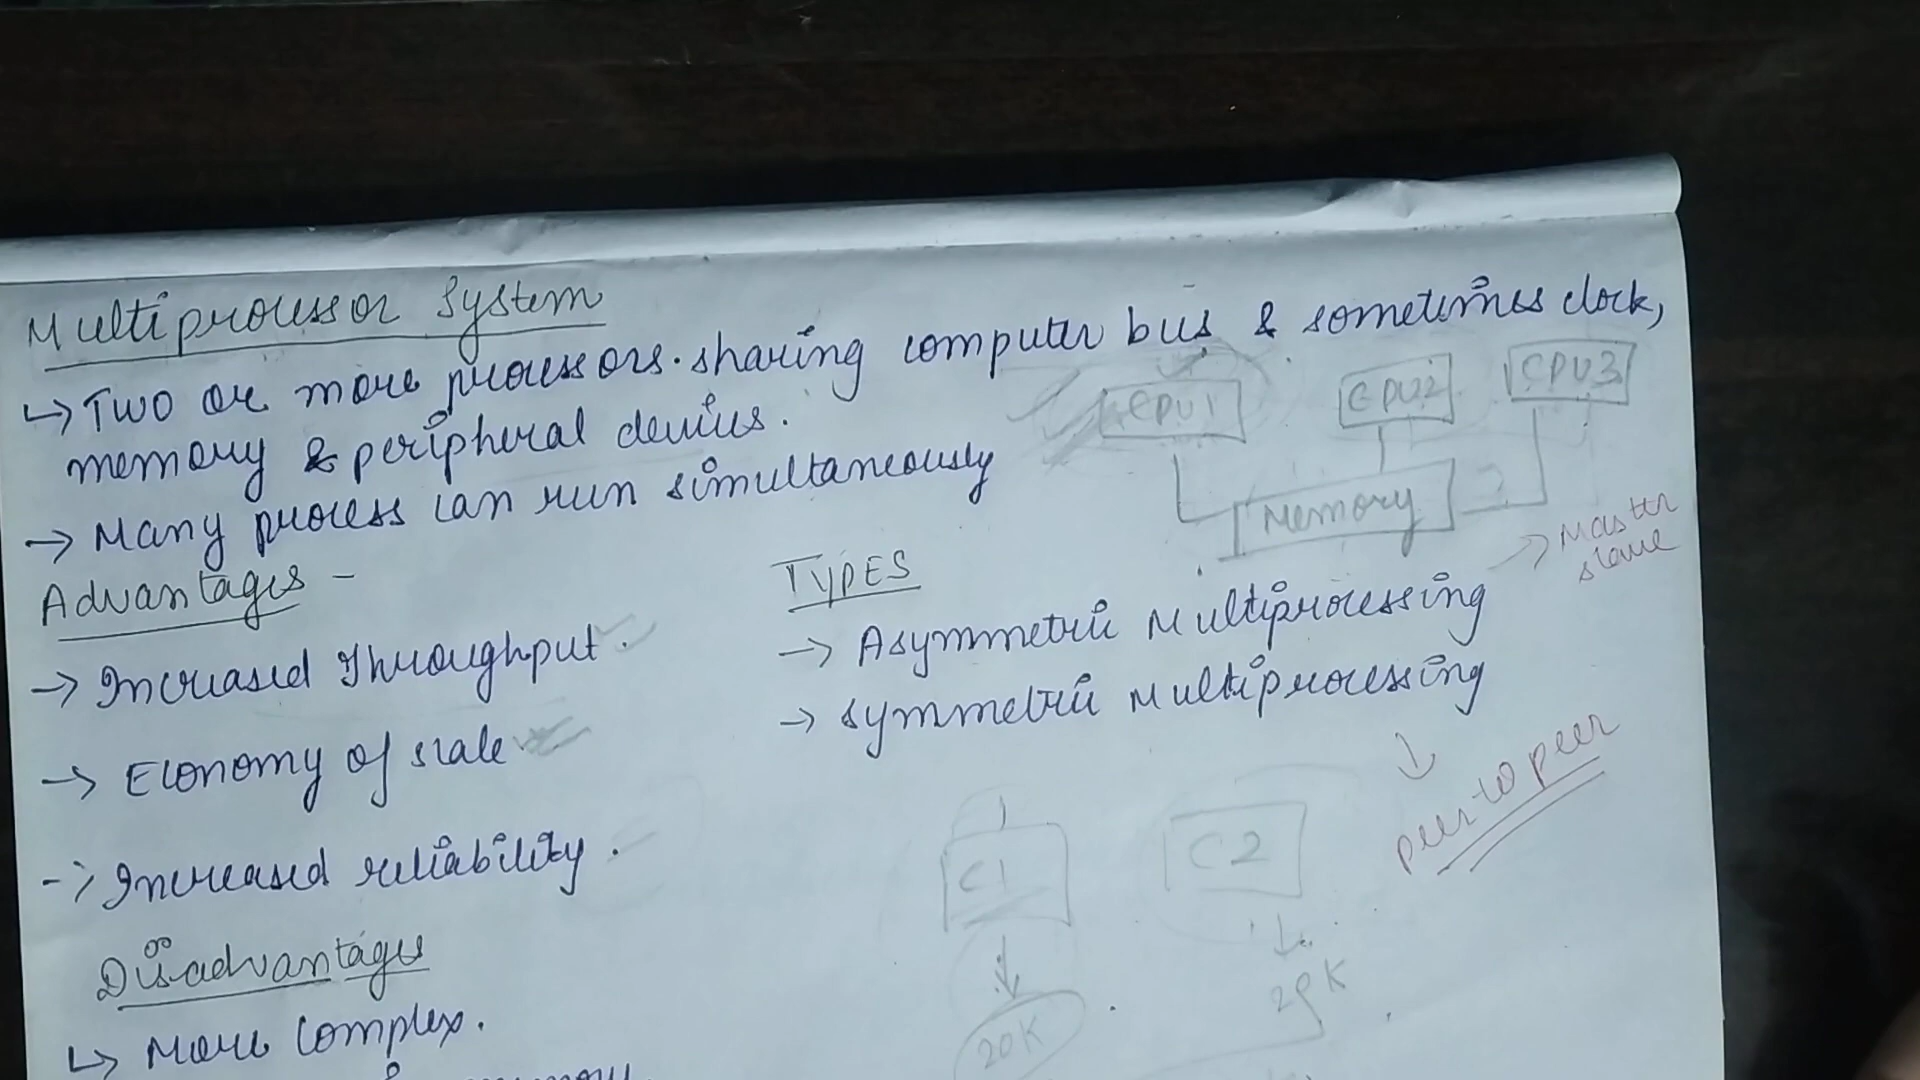 Multiprocessor System
↳ Two or more processors sharing computer bus & sometimes clock,
memory & peripheral devices.
→ Many process can run simultaneously
CPU1
CPU2
CPU3
Memory
Advantages -
→ Increased Throughput.
→ Economy of scale
→ Increased reliability.
TYPES
→ Asymmetric Multiprocessing
→ Master
slave
→ Symmetric Multiprocessing
↓
peer to peer
C1
C2
20K
Disadvantages
↳ More Complex.